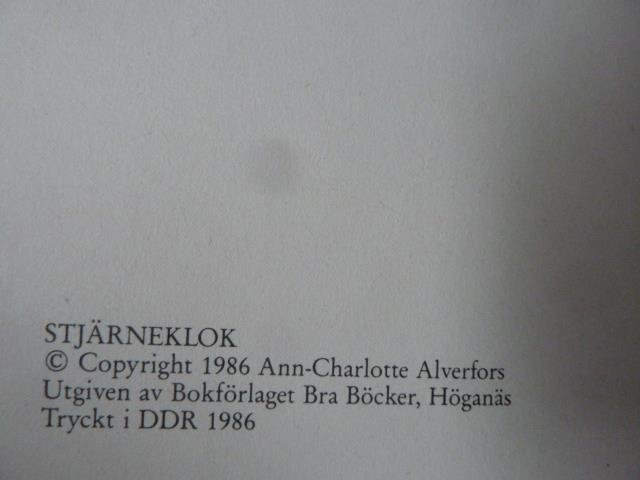 STJÄRNEKLOK
© Copyright 1986 Ann-Charlotte Alverfors
Utgiven av Bokförlaget Bra Böcker, Höganäs
Tryckt i DDR 1986